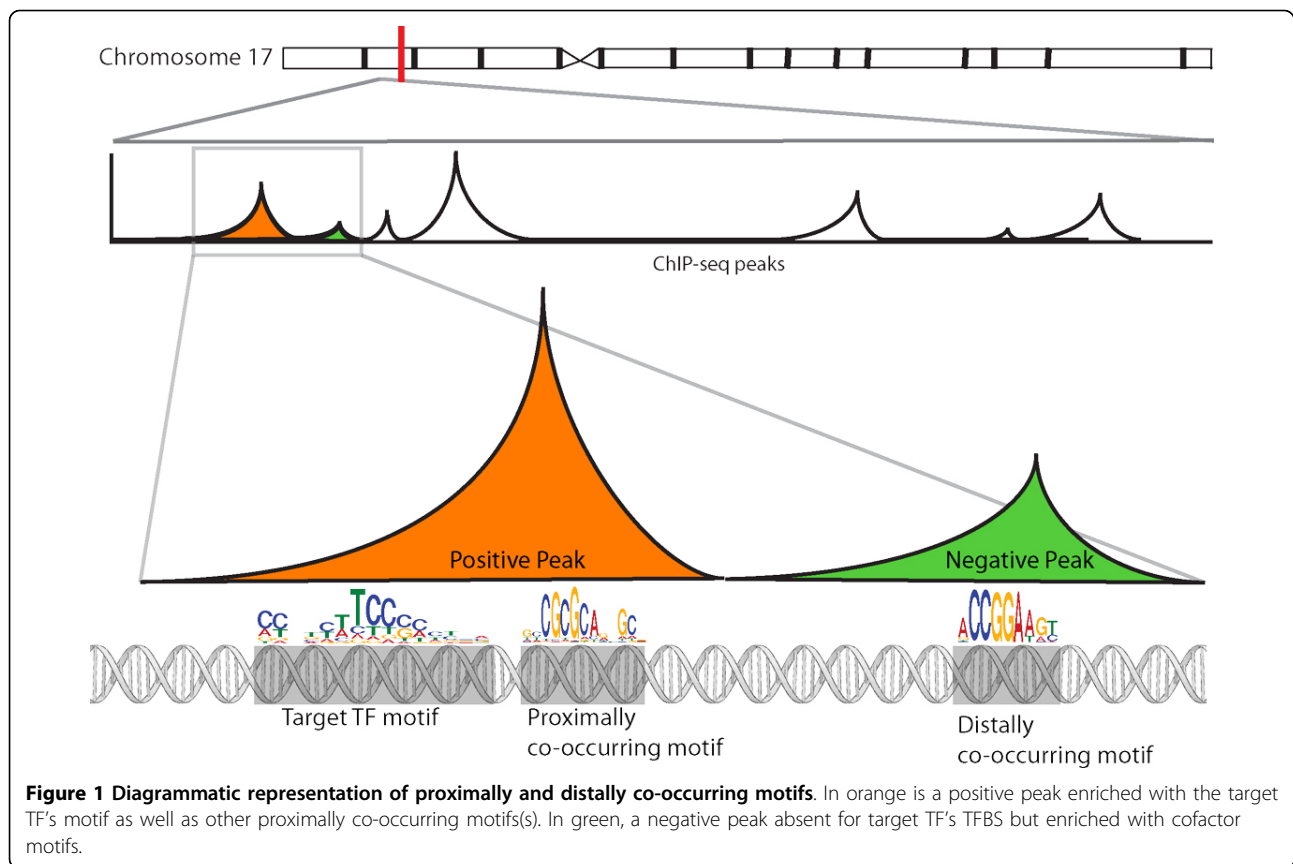 Chromosome 17
ChIP-seq peaks
Positive Peak
Negative Peak
Target TF motif
Proximally
co-occurring motif
Distally
co-occurring motif
Figure 1 Diagrammatic representation of proximally and distally co-occurring motifs. In orange is a positive peak enriched with the target
TF's motif as well as other proximally co-occurring motifs(s). In green, a negative peak absent for target TF's TFBS but enriched with cofactor
motifs.